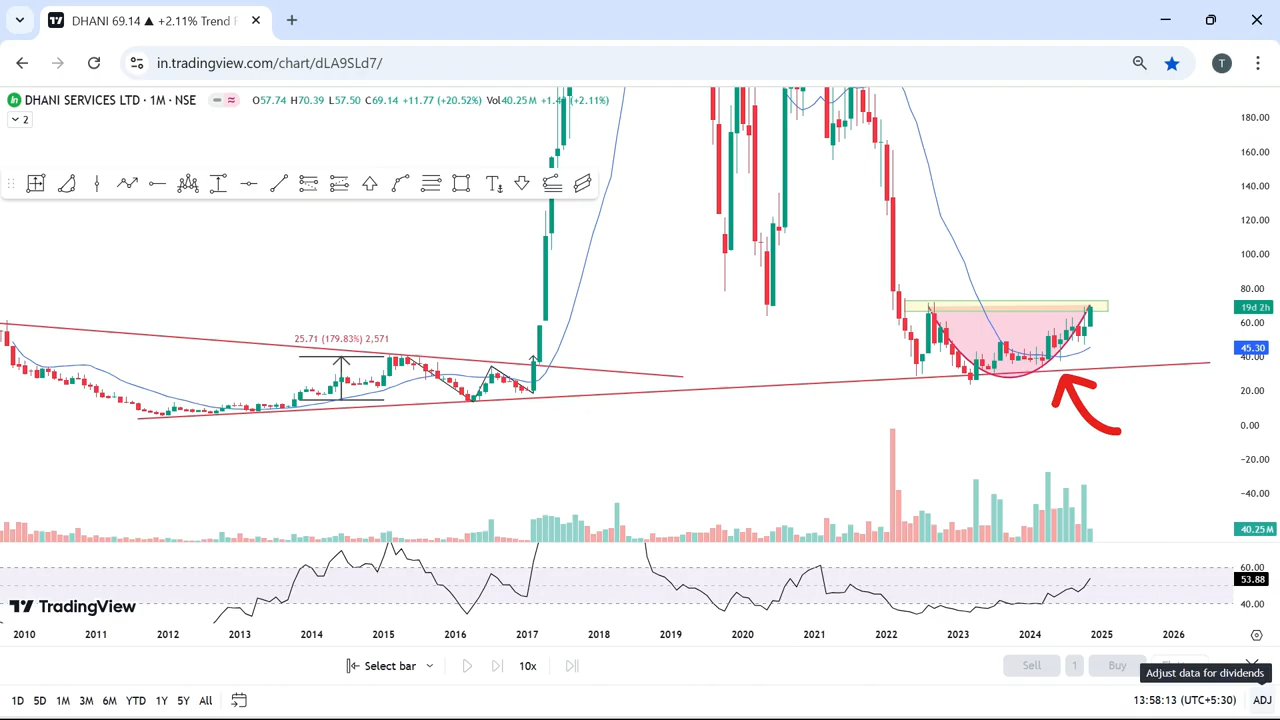 DHANI 69.14 ▲ +2.11% Trend
in.tradingview.com/chart/dLA9SLd7/
T
DHANI SERVICES LTD · 1M · NSE
O57.74 H70.39 L57.50 C69.14 +11.77 (+20.52%) Vol40.25M (+2.11%)
2
180.00
160.00
140.00
120.00
100.00
80.00
19d 2h
60.00
45.30
40.00
20.00
0.00
−20.00
−40.00
40.25M
25.71 (179.83%) 2,571
60.00
53.88
40.00
TradingView
2010 2011 2012 2013 2014 2015 2016 2017 2018 2019 2020 2021 2022 2023 2024 2025 2026
Select bar 10x Sell 1 Buy
Adjust data for dividends
1D 5D 1M 3M 6M YTD 1Y 5Y All 13:58:13 (UTC+5:30) ADJ